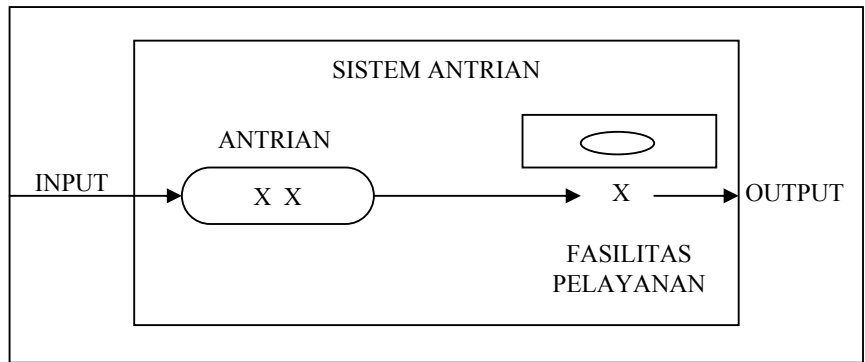 SISTEM ANTRIAN
ANTRIAN
INPUT
X X
X
OUTPUT
FASILITAS
PELAYANAN